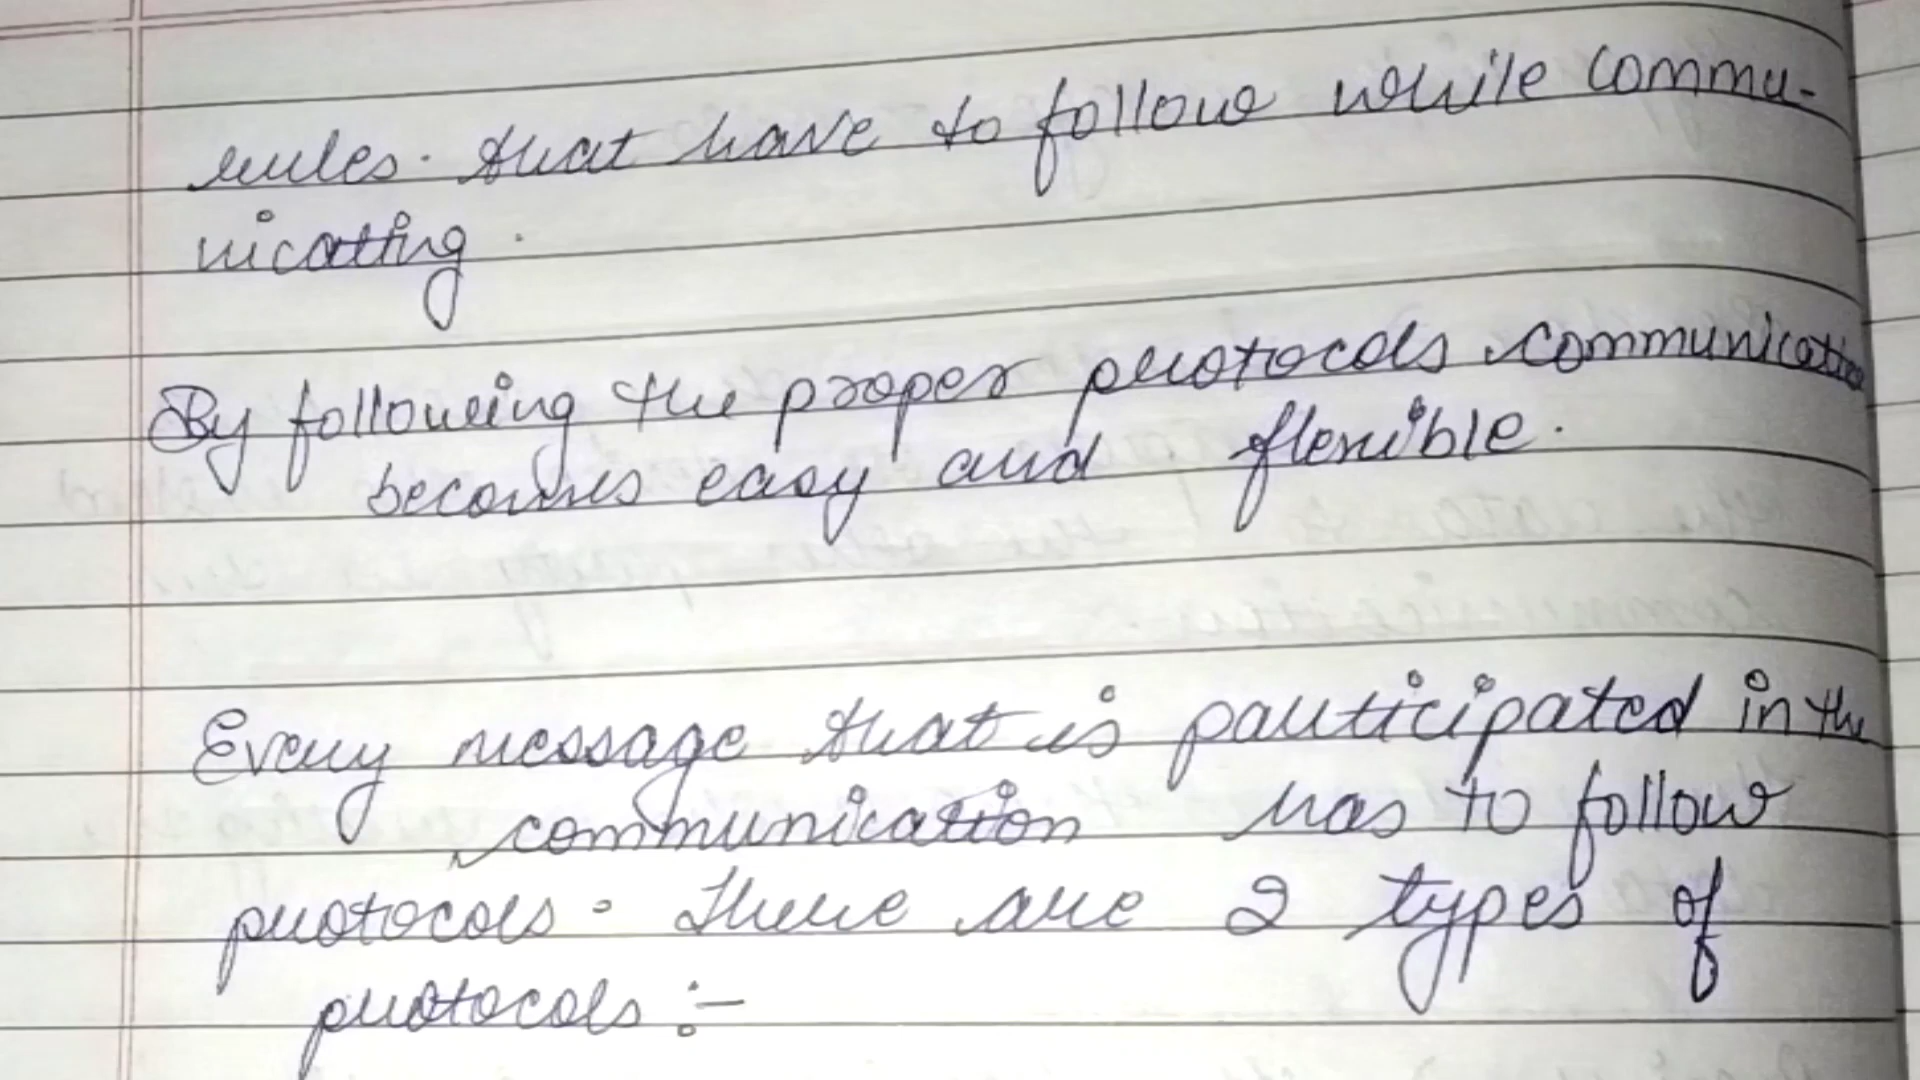 rules. that have to follow while commu-
nicating.
By following the proper protocols communication
becomes easy and flexible.
Every message that is participated in the
communication has to follow
protocols. There are 2 types of
protocols :-